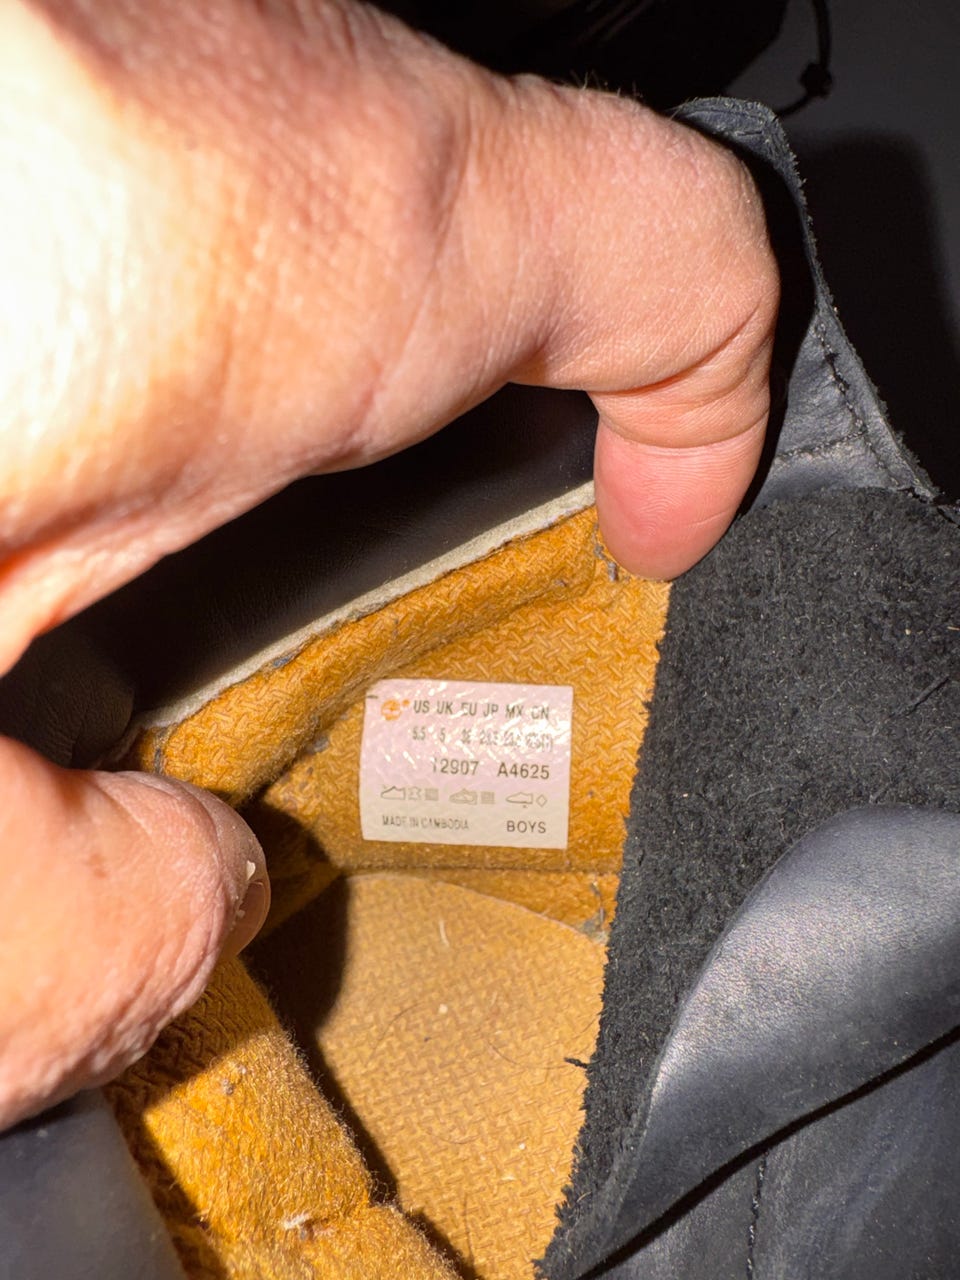 US UK EU JP MX CN
5.5 5
12907 A4625
MADE IN CAMBODIA BOYS